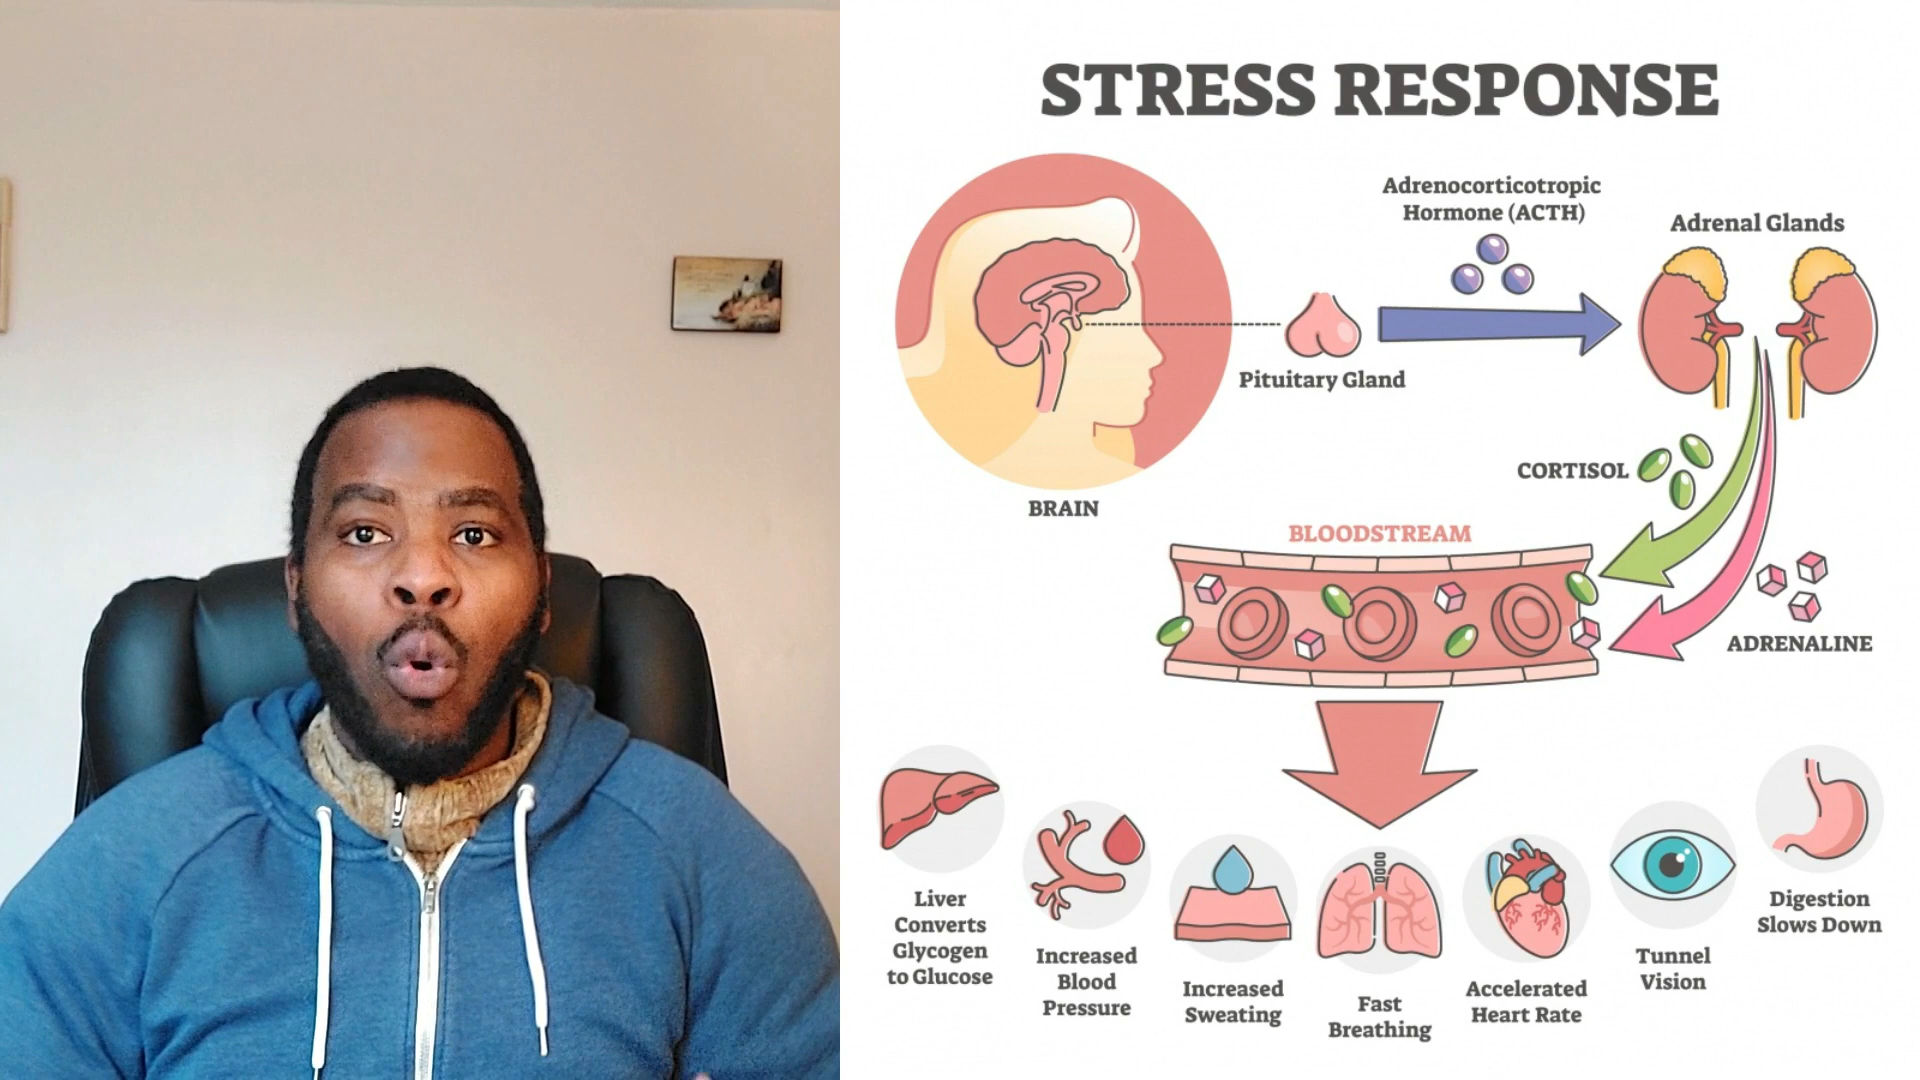 STRESS RESPONSE
Adrenocorticotropic
Hormone (ACTH)
Adrenal Glands
Pituitary Gland
CORTISOL
BRAIN
BLOODSTREAM
ADRENALINE
Liver
Converts
Glycogen
to Glucose
Increased
Blood
Pressure
Increased
Sweating
Fast
Breathing
Accelerated
Heart Rate
Tunnel
Vision
Digestion
Slows Down